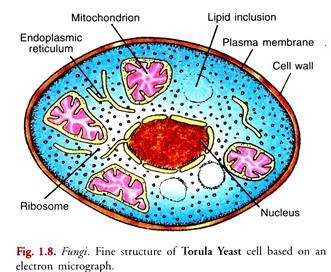 Mitochondrion
Lipid inclusion
Endoplasmic
reticulum
Plasma membrane
Cell wall
Ribosome
Nucleus
Fig. 1.8. Fungi. Fine structure of Torula Yeast cell based on an
electron micrograph.